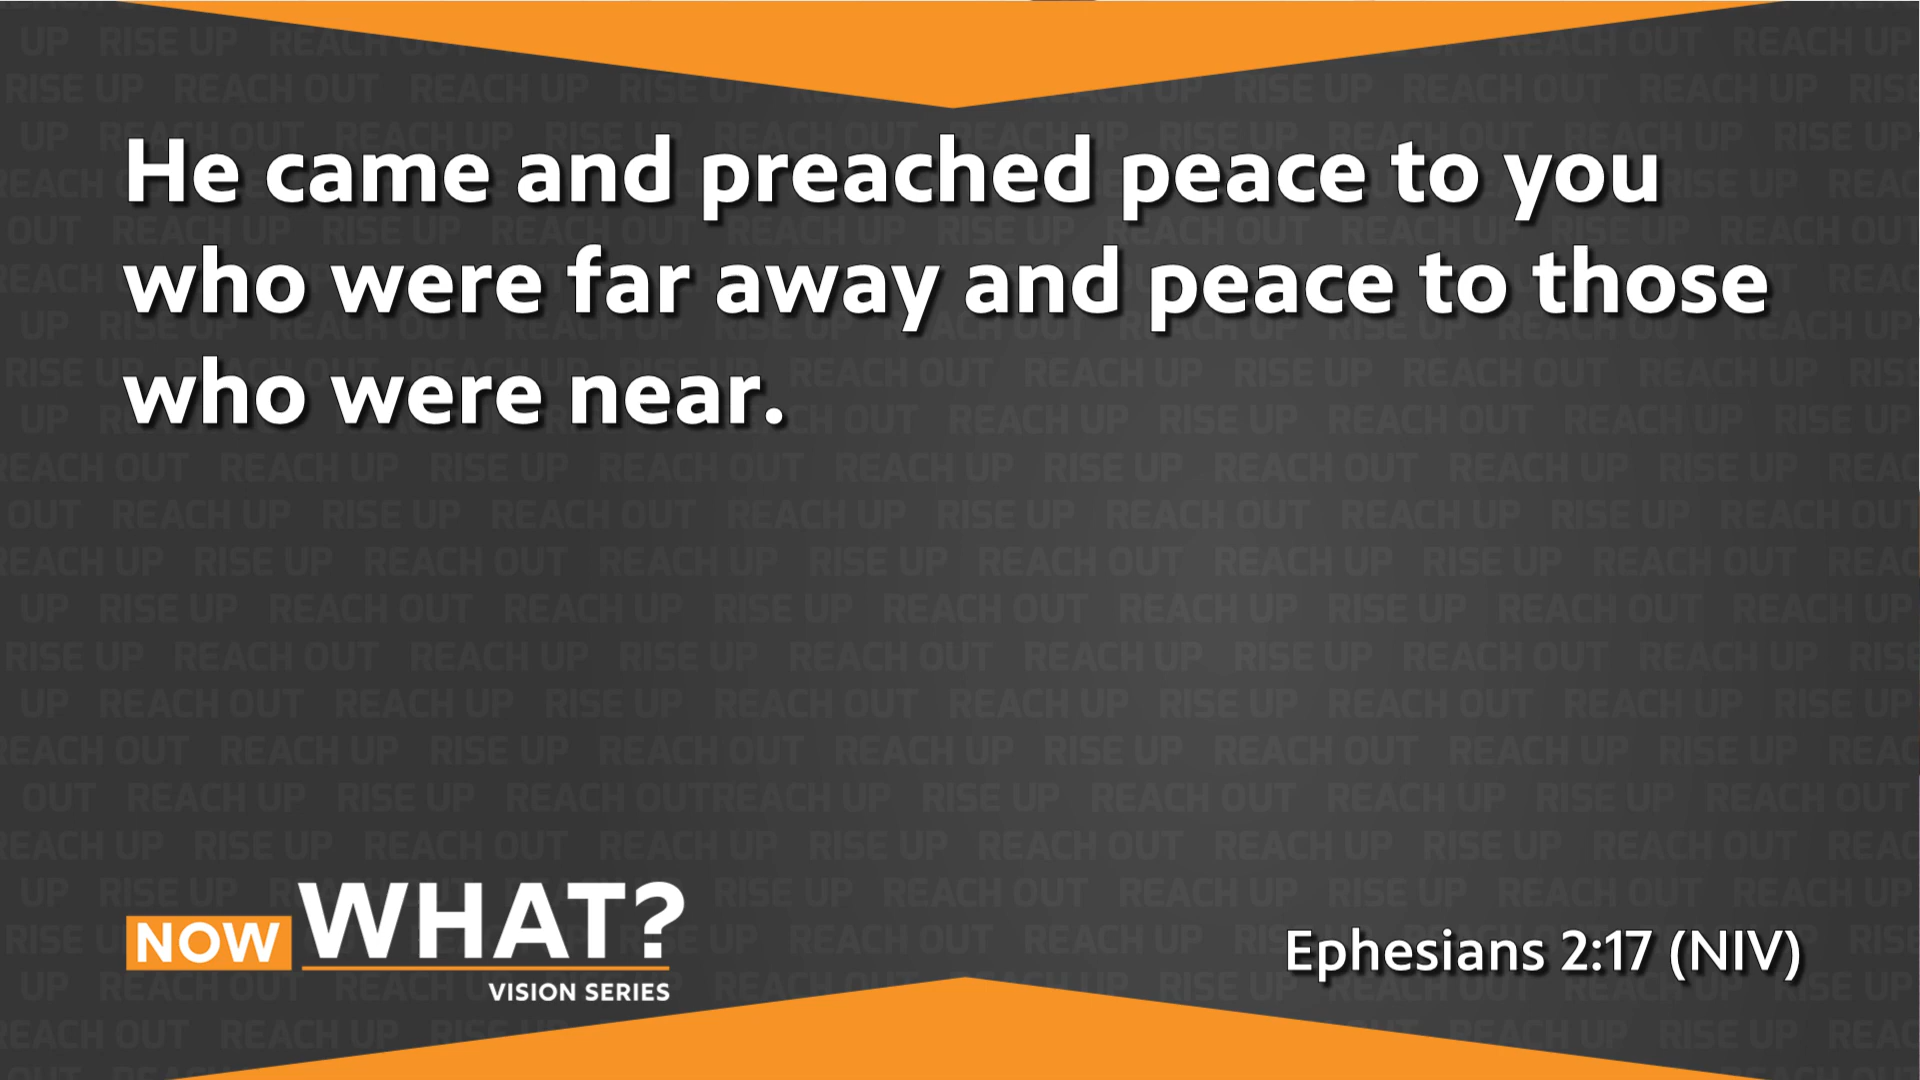 He came and preached peace to you
who were far away and peace to those
who were near.
NOW WHAT?
VISION SERIES
Ephesians 2:17 (NIV)